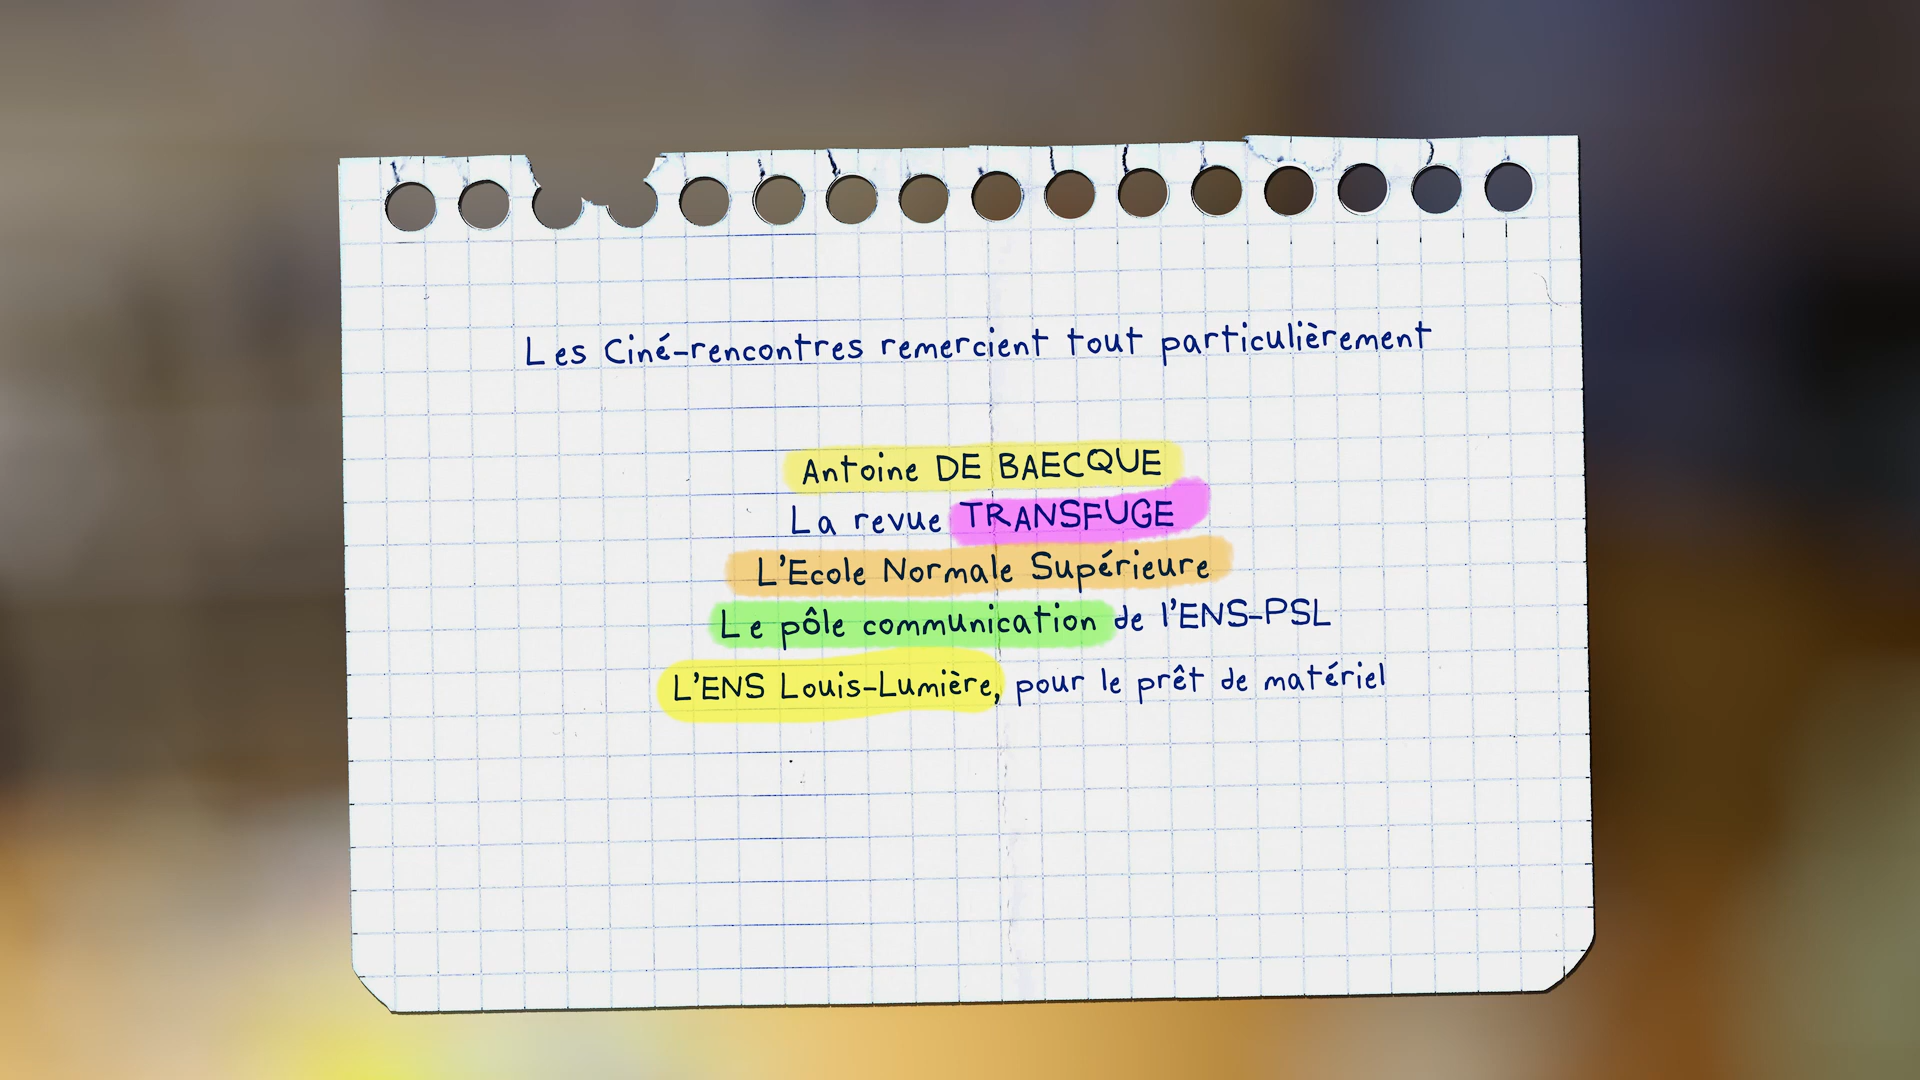 Les Ciné-rencontres remercient tout particulièrement
Antoine DE BAECQUE
La revue TRANSFUGE
L'Ecole Normale Supérieure
Le pôle communication de l'ENS-PSL
L'ENS Louis-Lumière, pour le prêt de matériel